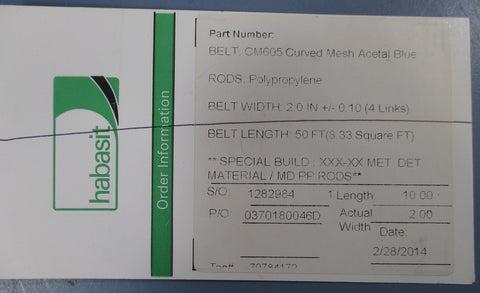 habasit
Order Information
Part Number:
BELT: CM605 Curved Mesh Acetal Blue
RODS: Polypropylene
BELT WIDTH: 2.0 IN +/- 0.10 (4 Links)
BELT LENGTH: 50 FT(8.33 Square FT)
** SPECIAL BUILD : XXX-XX MET DET
MATERIAL / MD PP RODS**
S/O: 1282984 1 Length: 10.00
P/O: 0370180046D Actual 2.00
Width Date:
2/28/2014